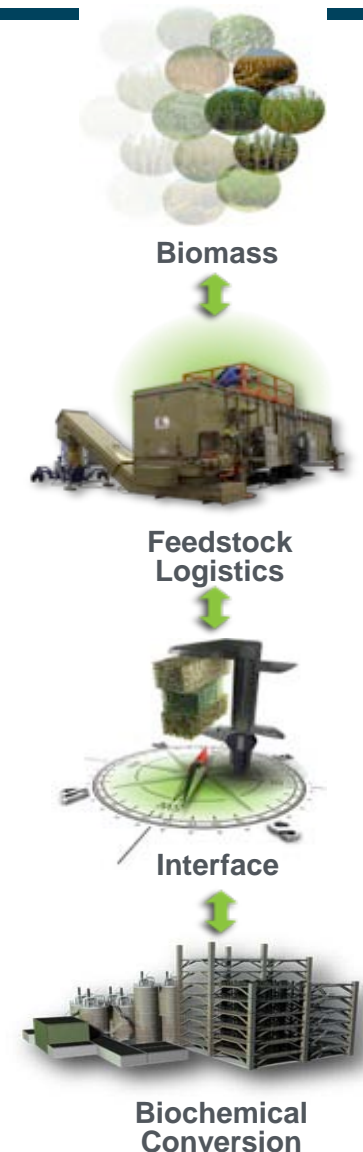 Biomass
Feedstock
Logistics
Interface
Biochemical
Conversion